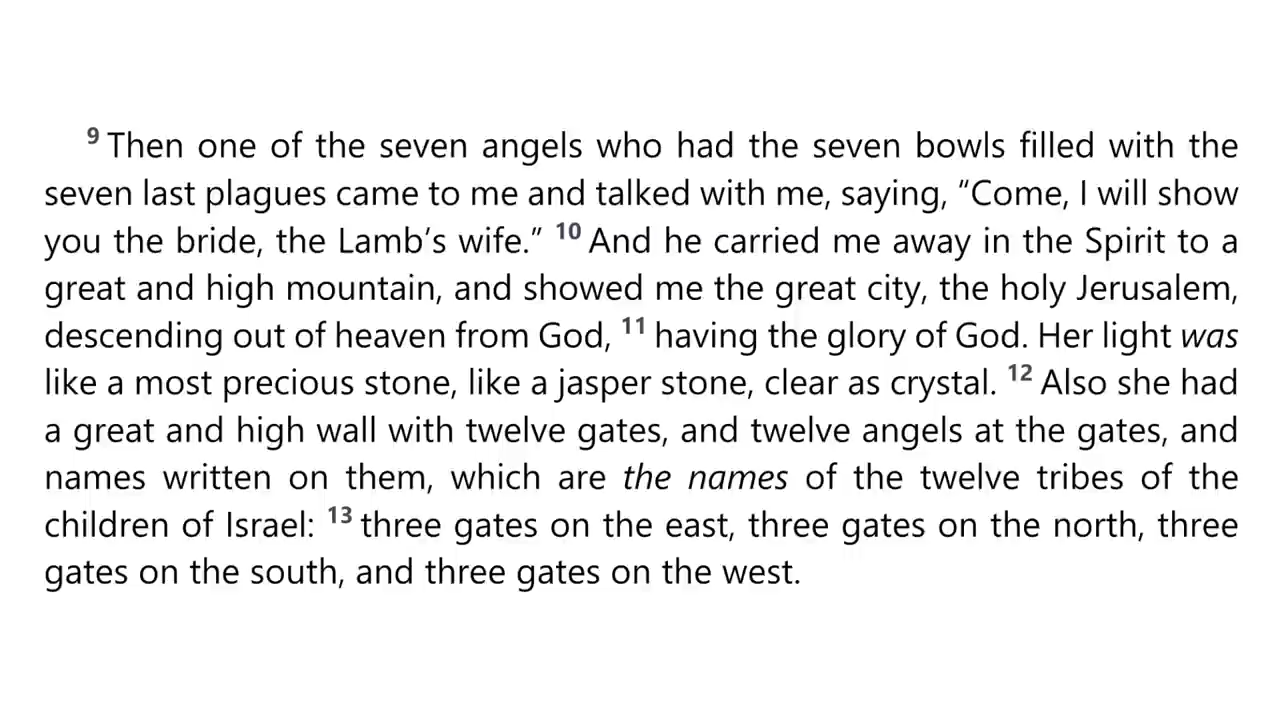 9 Then one of the seven angels who had the seven bowls filled with the
seven last plagues came to me and talked with me, saying, “Come, I will show
you the bride, the Lamb’s wife.” 10 And he carried me away in the Spirit to a
great and high mountain, and showed me the great city, the holy Jerusalem,
descending out of heaven from God, 11 having the glory of God. Her light was
like a most precious stone, like a jasper stone, clear as crystal. 12 Also she had
a great and high wall with twelve gates, and twelve angels at the gates, and
names written on them, which are the names of the twelve tribes of the
children of Israel: 13 three gates on the east, three gates on the north, three
gates on the south, and three gates on the west.